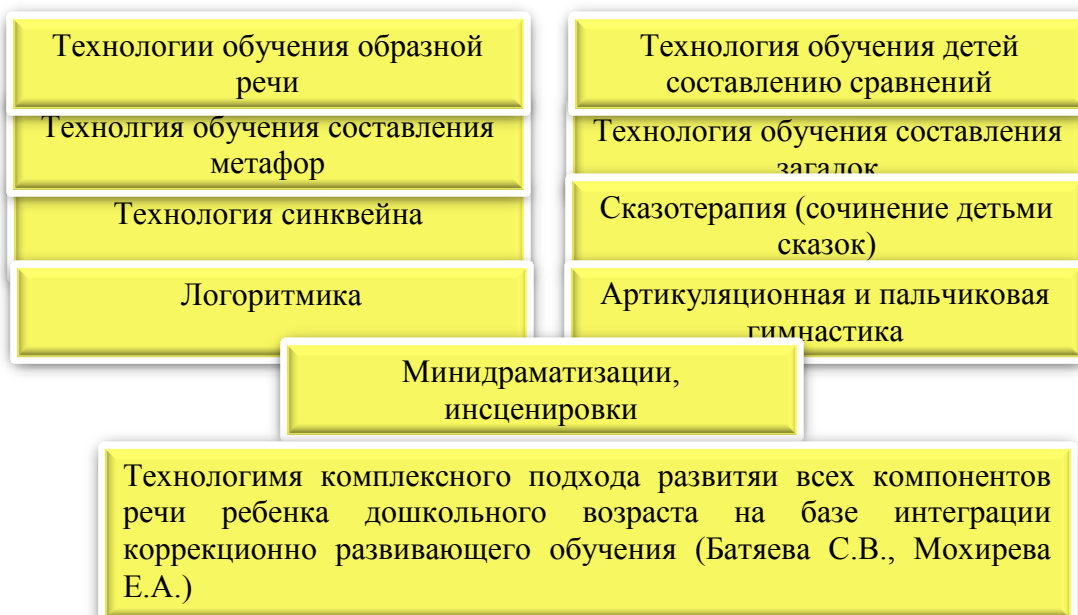 Технологии обучения образной
речи
Технология обучения детей
составлению сравнений
Технолгия обучения составления
метафор
Технология обучения составления
загадок
Технология синквейна
Сказотерапия (сочинение детьми
сказок)
Логоритмика
Артикуляционная и пальчиковая
гимнастика
Минидраматизации,
инсценировки
Технологимя комплексного подхода развитяи всех компонентов
речи ребенка дошкольного возраста на базе интеграции
коррекционно развивающего обучения (Батяева С.В., Мохирева
Е.А.)